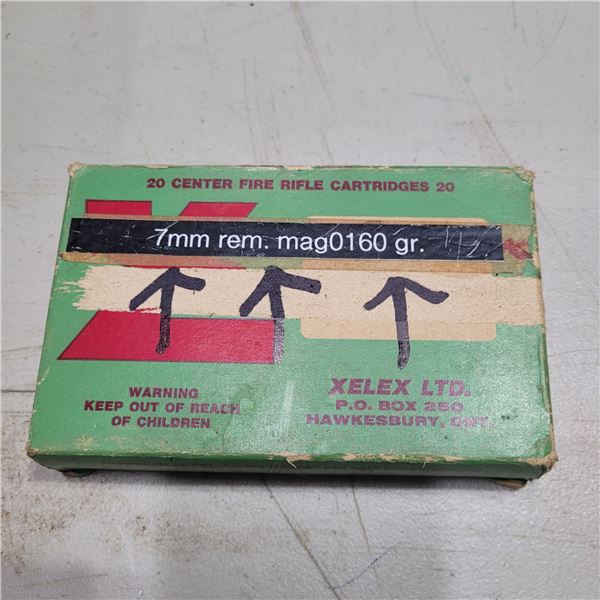 20 CENTER FIRE RIFLE CARTRIDGES 20
7mm rem. mag0160 gr.
WARNING
KEEP OUT OF REACH
OF CHILDREN
XELEX LTD.
P.O. BOX 250
HAWKESBURY, ONT.